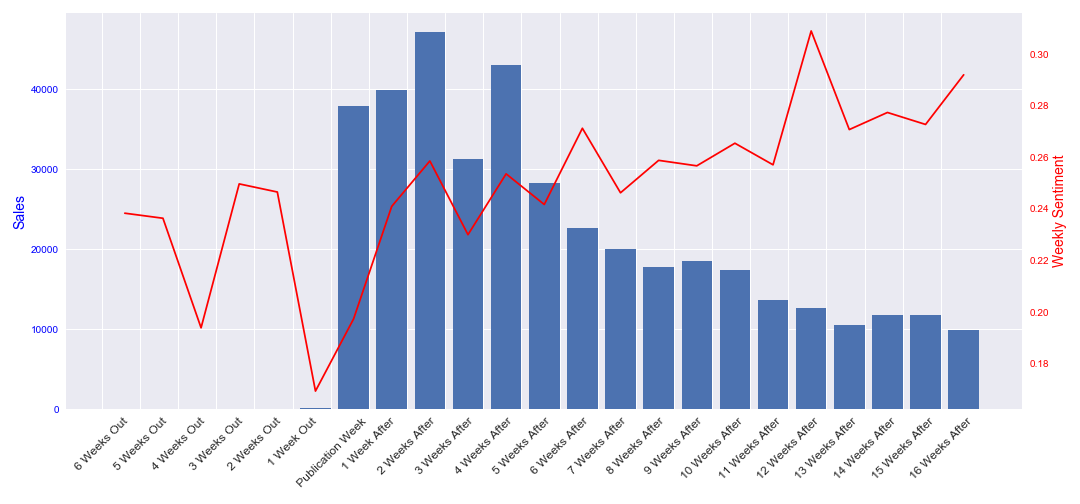 Sales
40000
30000
20000
10000
0
0.30
0.28
0.26
0.24
0.22
0.20
0.18
Weekly Sentiment
6 Weeks Out
5 Weeks Out
4 Weeks Out
3 Weeks Out
2 Weeks Out
1 Week Out
Publication Week
1 Week After
2 Weeks After
3 Weeks After
4 Weeks After
5 Weeks After
6 Weeks After
7 Weeks After
8 Weeks After
9 Weeks After
10 Weeks After
11 Weeks After
12 Weeks After
13 Weeks After
14 Weeks After
15 Weeks After
16 Weeks After